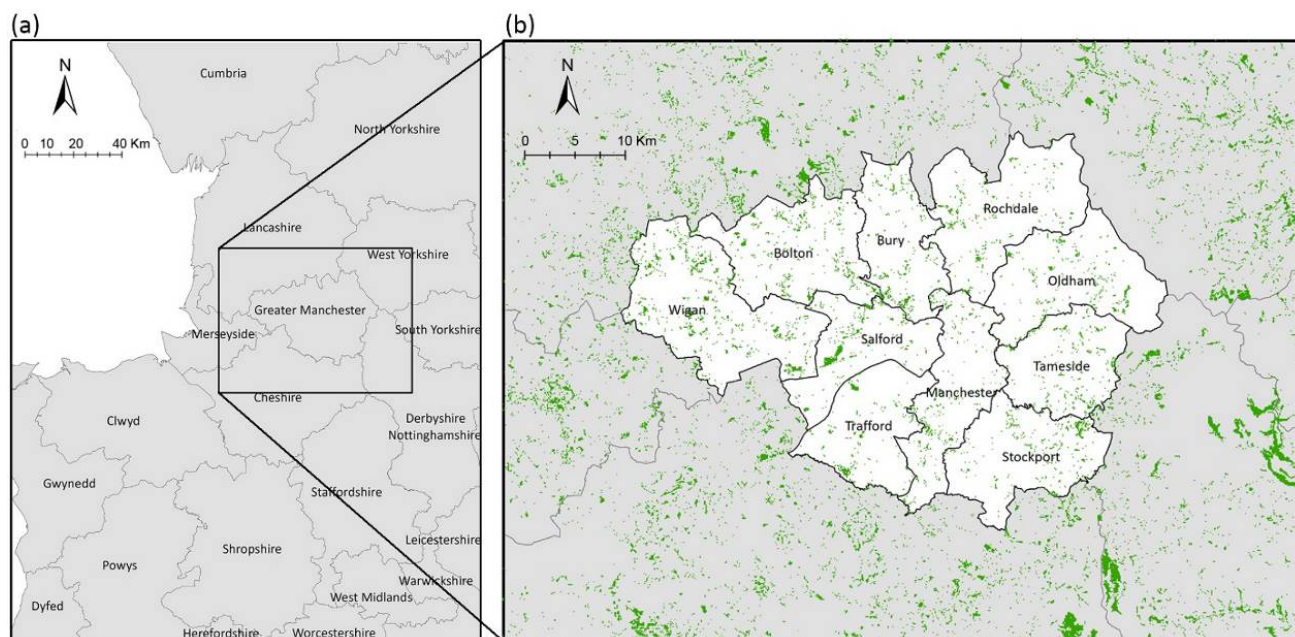 (a)
N
0 10 20 40 Km
Cumbria
North Yorkshire
Lancashire
West Yorkshire
Greater Manchester
Merseyside
South Yorkshire
Cheshire
Clwyd
Derbyshire
Nottinghamshire
Gwynedd
Staffordshire
Shropshire
Leicestershire
Powys
Warwickshire
West Midlands
Dyfed
Herefordshire
Worcestershire
(b)
N
0 5 10 Km
Rochdale
Bury
Bolton
Oldham
Wigan
Salford
Tameside
Manchester
Trafford
Stockport